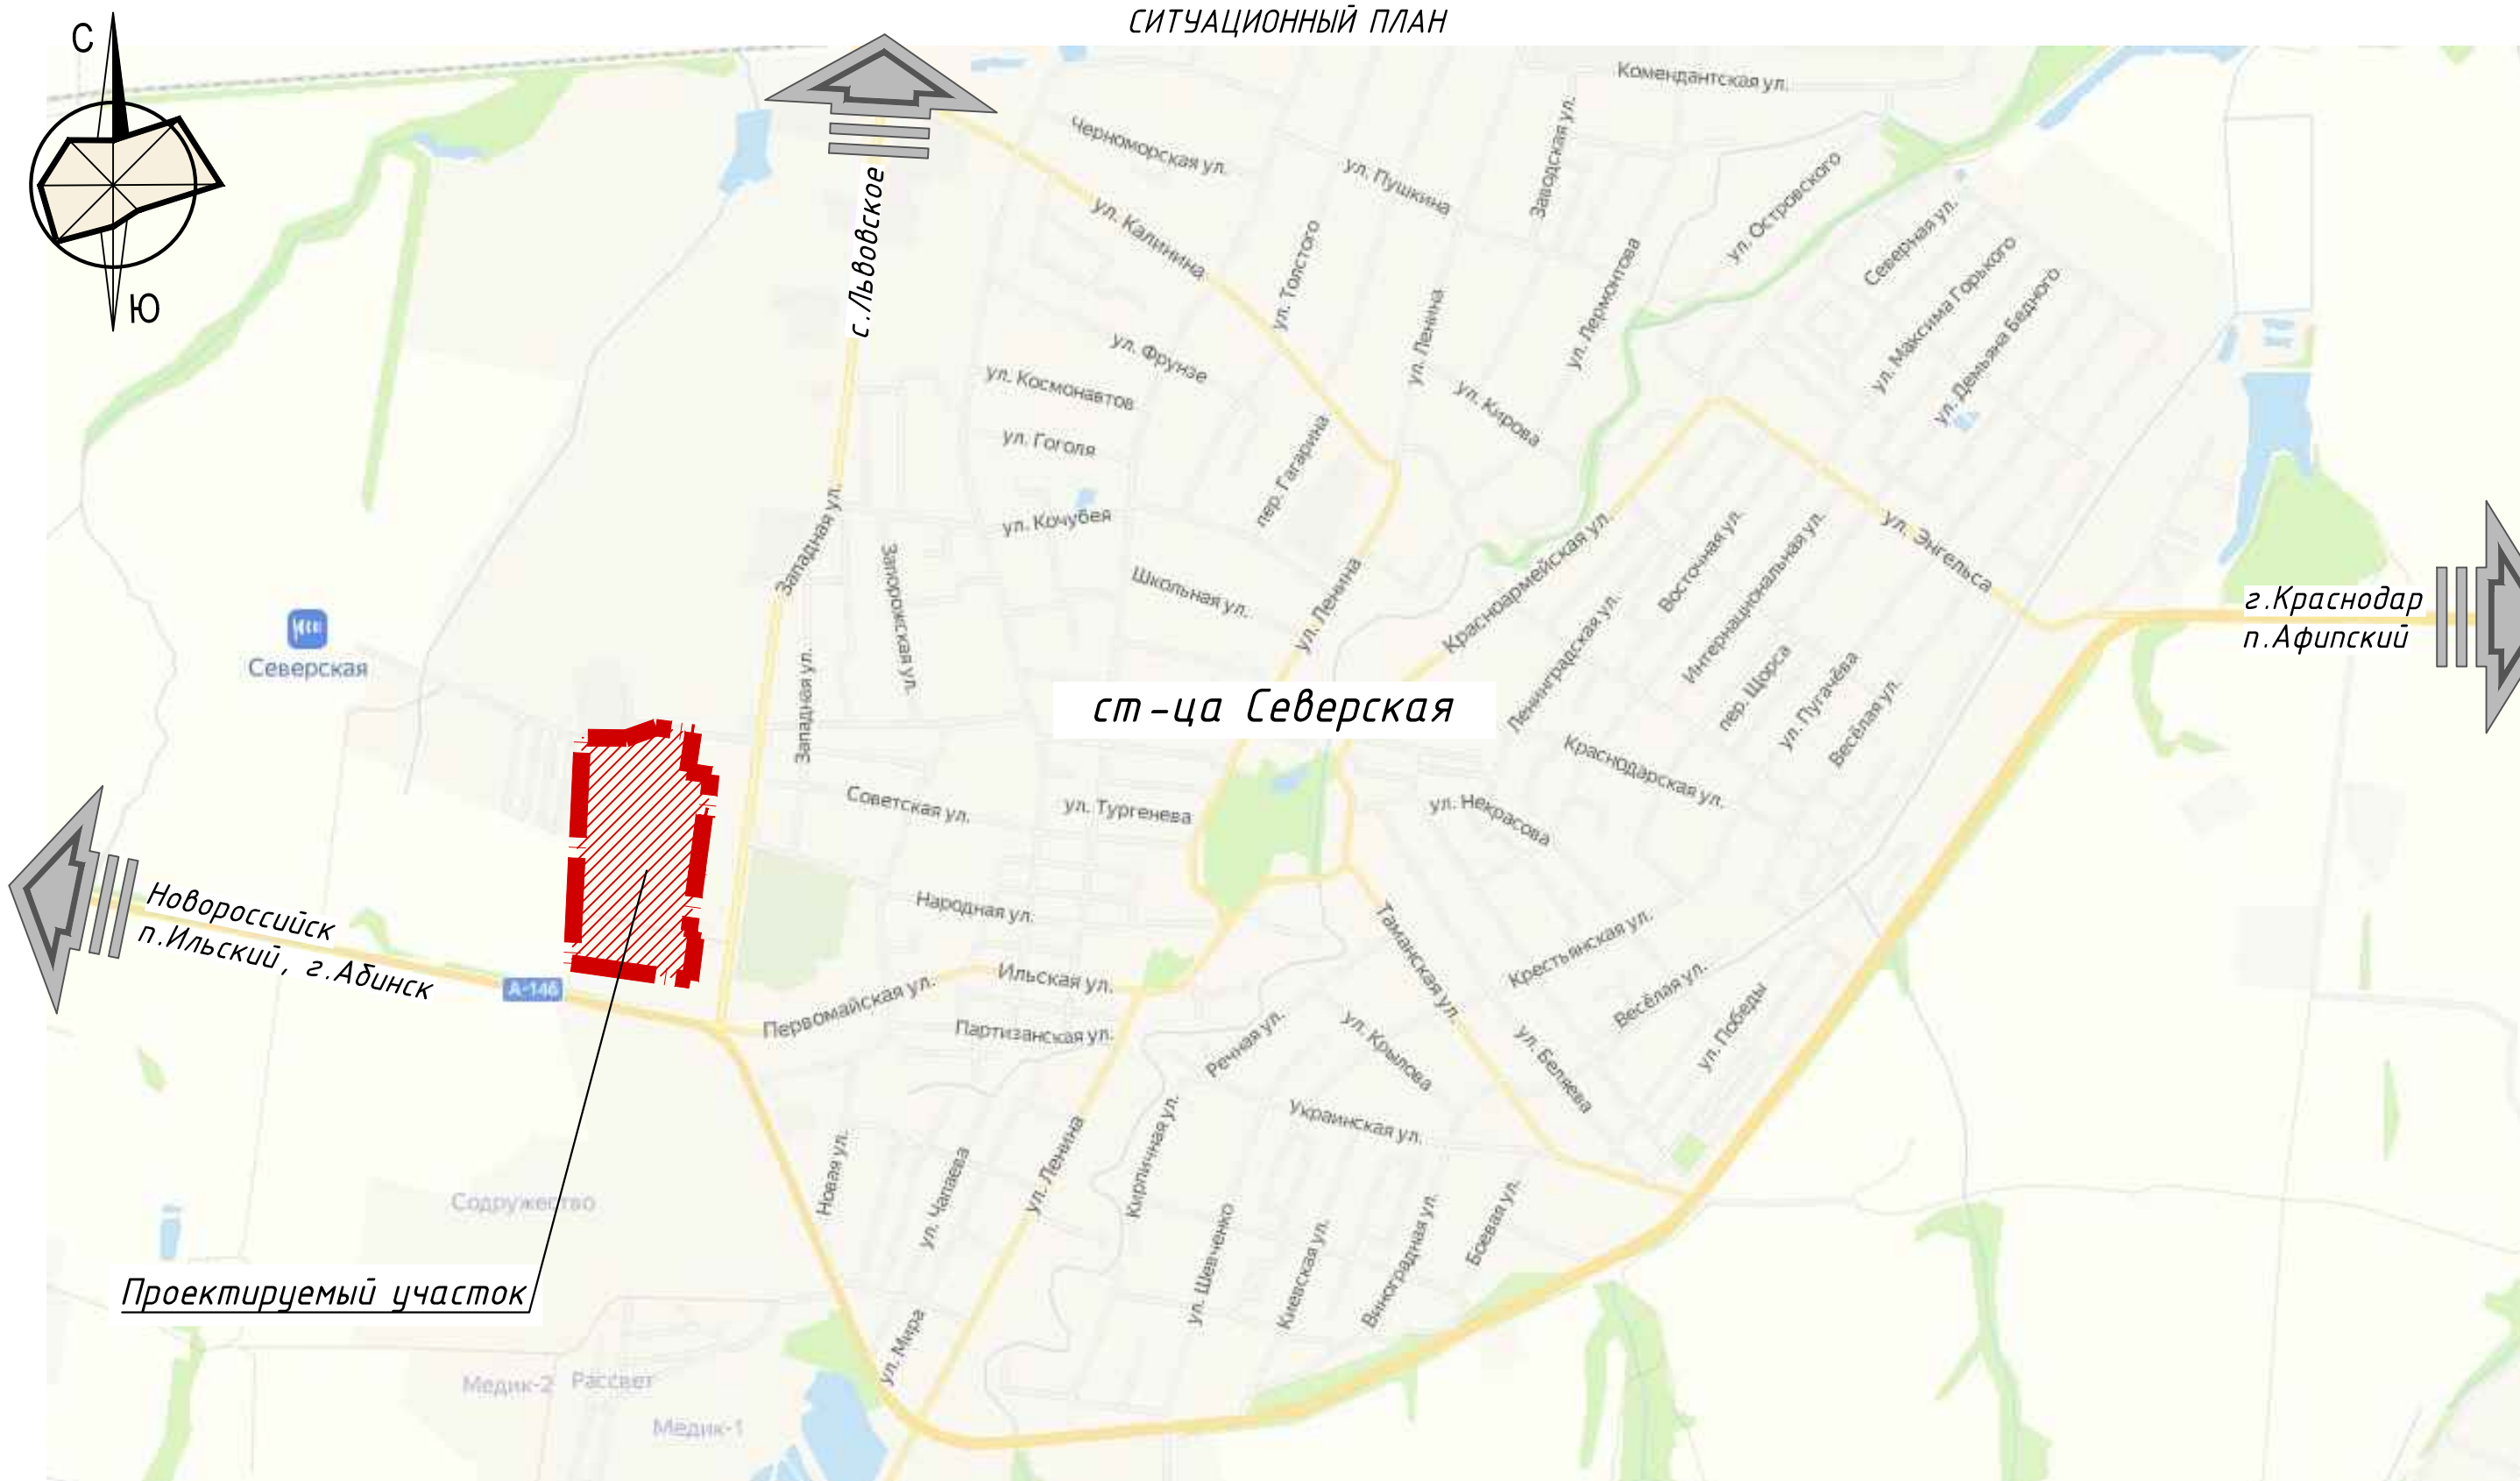 СИТУАЦИОННЫЙ ПЛАН
С
Ю
Комендантская ул.
Черноморская ул.
ул. Пушкина
Заводская ул.
ул. Островского
с.Львовское
ул. Калинина
ул. Толстого
ул. Ленина
ул. Лермонтова
Северная ул.
ул. Максима Горького
ул. Демьяна Бедного
ул. Фрунзе
ул. Космонавтов
ул. Кирова
ул. Гоголя
пер. Гагарина
ул. Кочубея
Западная ул.
Запорожская ул.
Школьная ул.
ул. Ленина
Красноармейская ул.
Восточная ул.
Интернациональная ул.
ул. Энгельса
Ленинградская ул.
г.Краснодар
п.Афипский
Северская
Западная ул.
ст-ца Северская
пер. Щорса
ул. Пугачёва
Весёлая ул.
Краснодарская ул.
Советская ул.
ул. Тургенева
ул. Некрасова
Новороссийск
п.Ильский, г.Абинск
А-146
Народная ул.
Таманская ул.
Крестьянская ул.
Ильская ул.
Первомайская ул.
Весёлая ул.
ул. Победы
Партизанская ул.
Речная ул.
ул. Крылова
ул. Беляева
Украинская ул.
Новая ул.
ул. Чапаева
ул. Ленина
Кирпичная ул.
ул. Шевченко
Киевская ул.
Виноградная ул.
Боевая ул.
Содружество
Проектируемый участок
ул. Мира
Медик-2
Рассвет
Медик-1